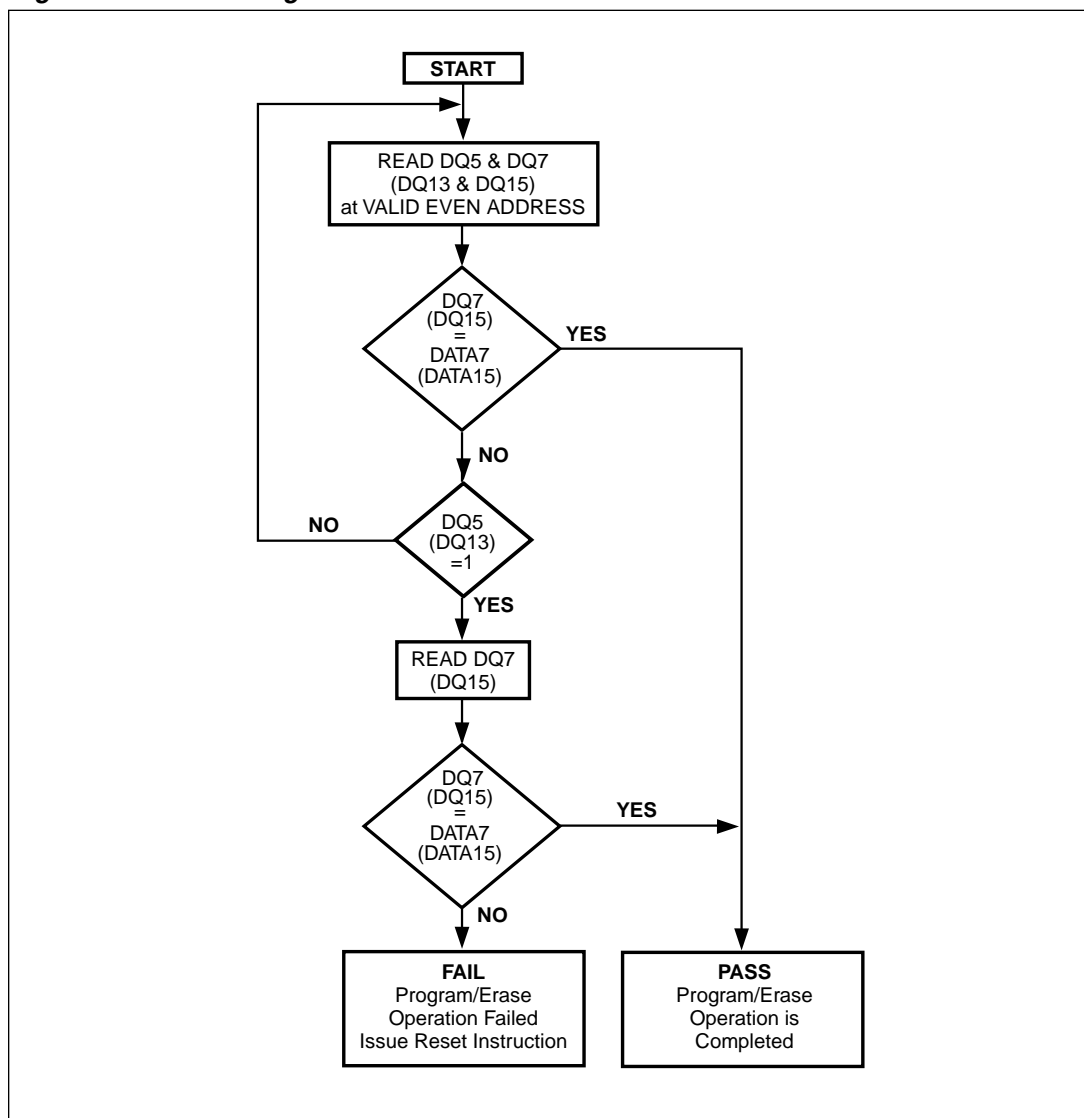 START
READ DQ5 & DQ7
(DQ13 & DQ15)
at VALID EVEN ADDRESS
DQ7
(DQ15)
=
DATA7
(DATA15)
YES
NO
DQ5
(DQ13)
=1
NO
YES
READ DQ7
(DQ15)
DQ7
(DQ15)
=
DATA7
(DATA15)
YES
NO
FAIL
Program/Erase
Operation Failed
Issue Reset Instruction
PASS
Program/Erase
Operation is
Completed